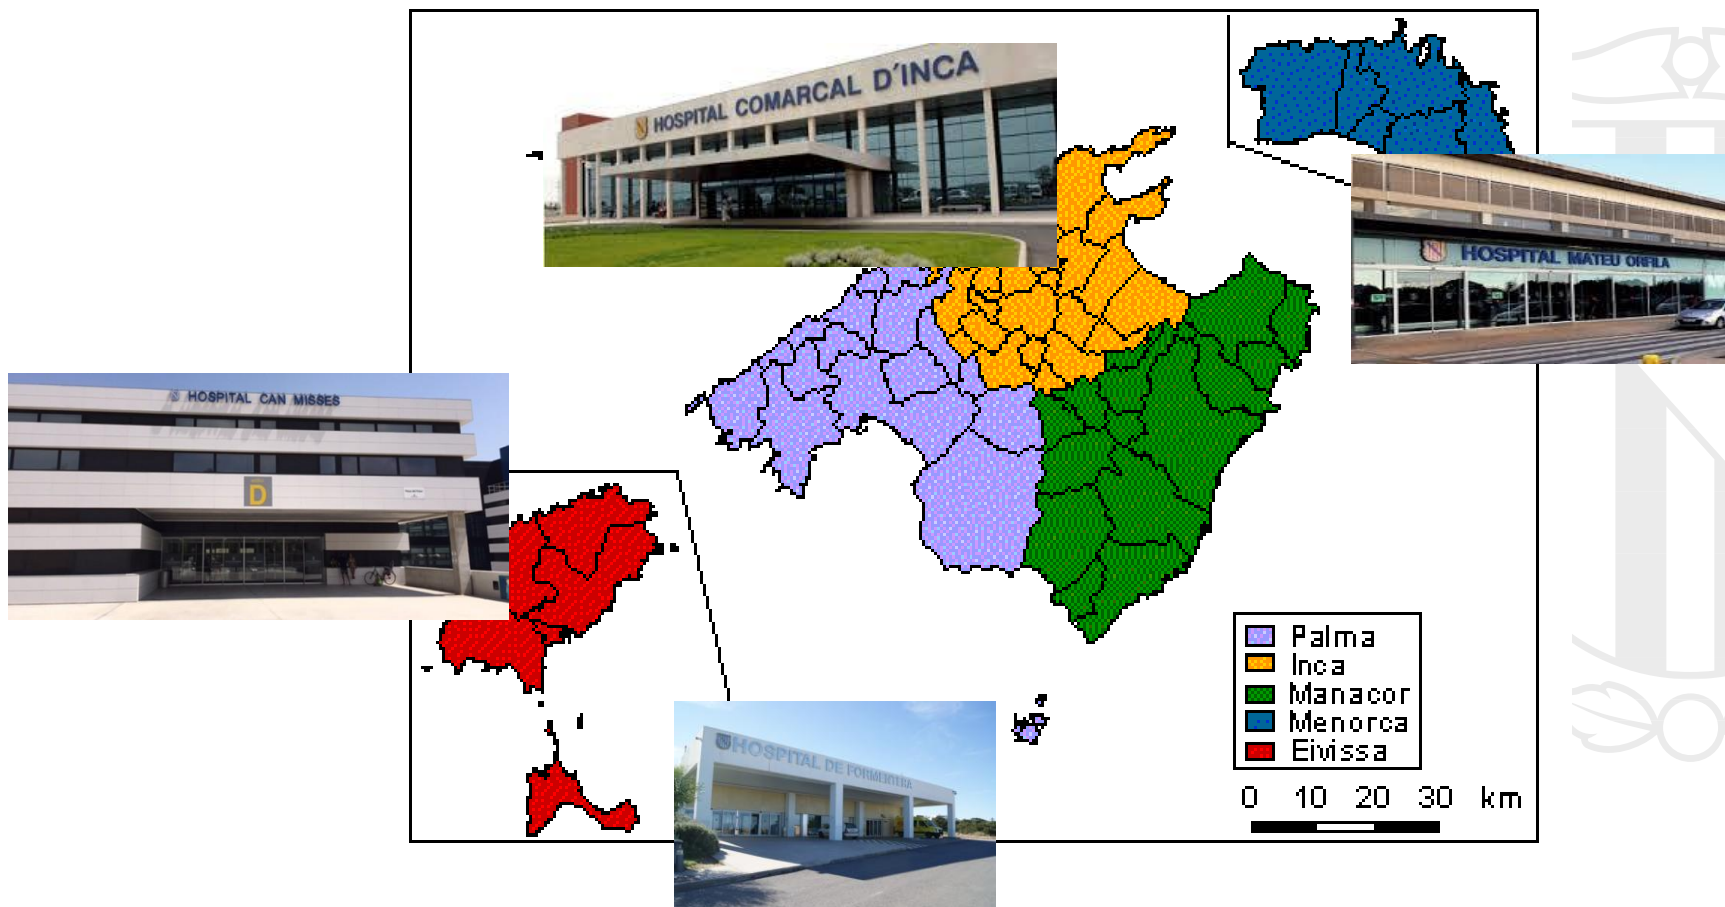 HOSPITAL COMARCAL D'INCA
HOSPITAL MATEU ORFILA
HOSPITAL CAN MISSES
D
HOSPITAL DE FORMENTERA
Palma
Inca
Manacor
Menorca
Eivissa
0 10 20 30 km